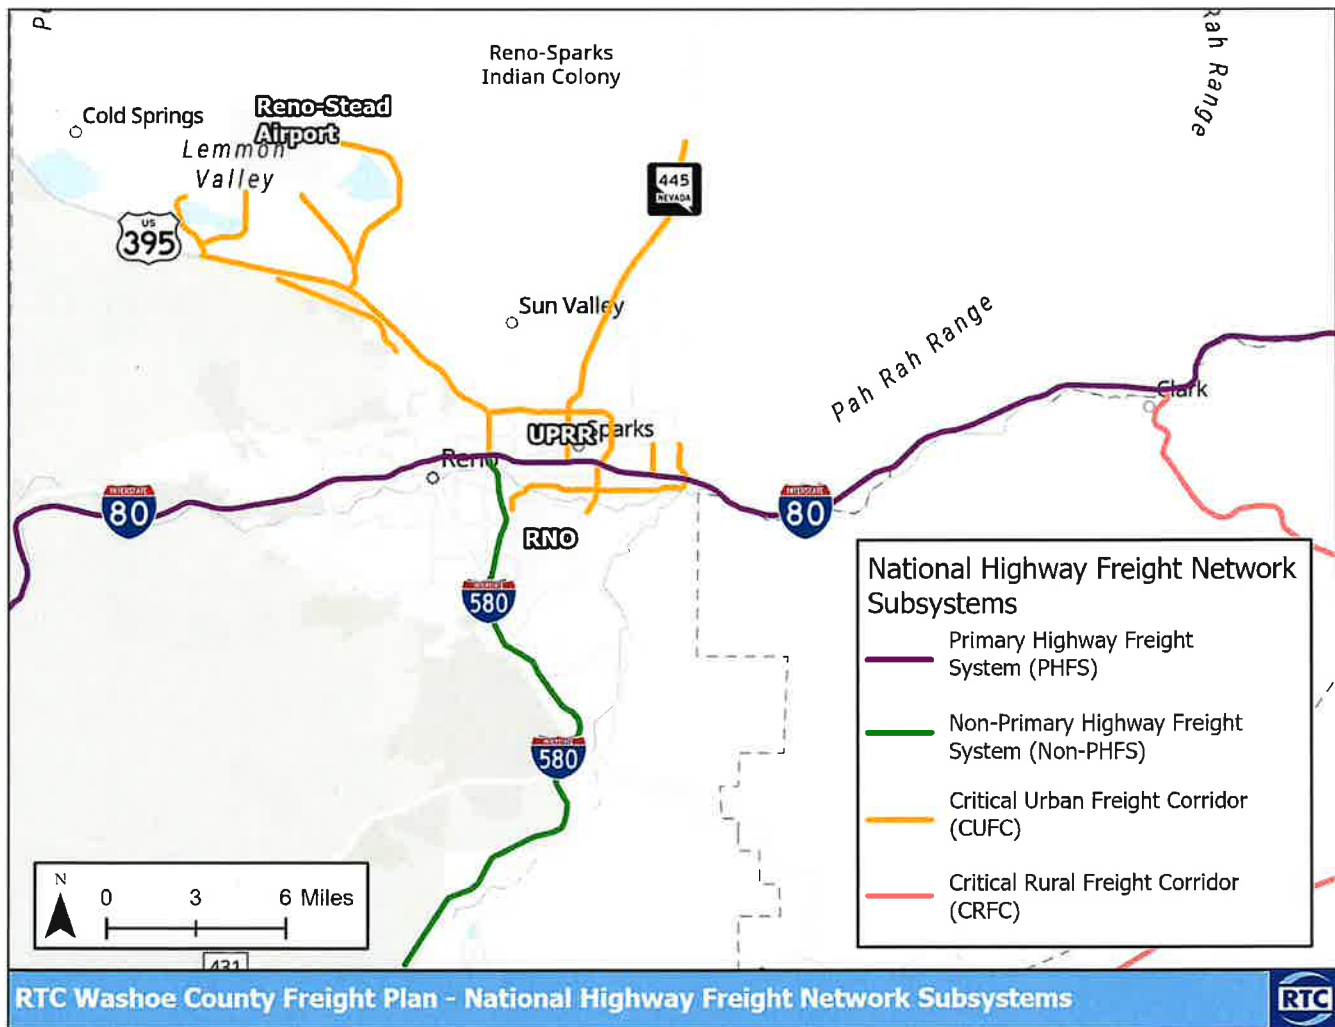 Reno-Sparks
Indian Colony
Rah Range
Cold Springs
Reno-Stead
Airport
Lemmon
Valley
445
NEVADA
US
395
Sun Valley
Pah Rah Range
Clark
UPRR
Sparks
Reno
INTERSTATE
80
INTERSTATE
80
RNO
INTERSTATE
580
580
National Highway Freight Network
Subsystems
Primary Highway Freight
System (PHFS)
Non-Primary Highway Freight
System (Non-PHFS)
Critical Urban Freight Corridor
(CUFC)
Critical Rural Freight Corridor
(CRFC)
N
0 3 6 Miles
431
RTC Washoe County Freight Plan - National Highway Freight Network Subsystems
RTC